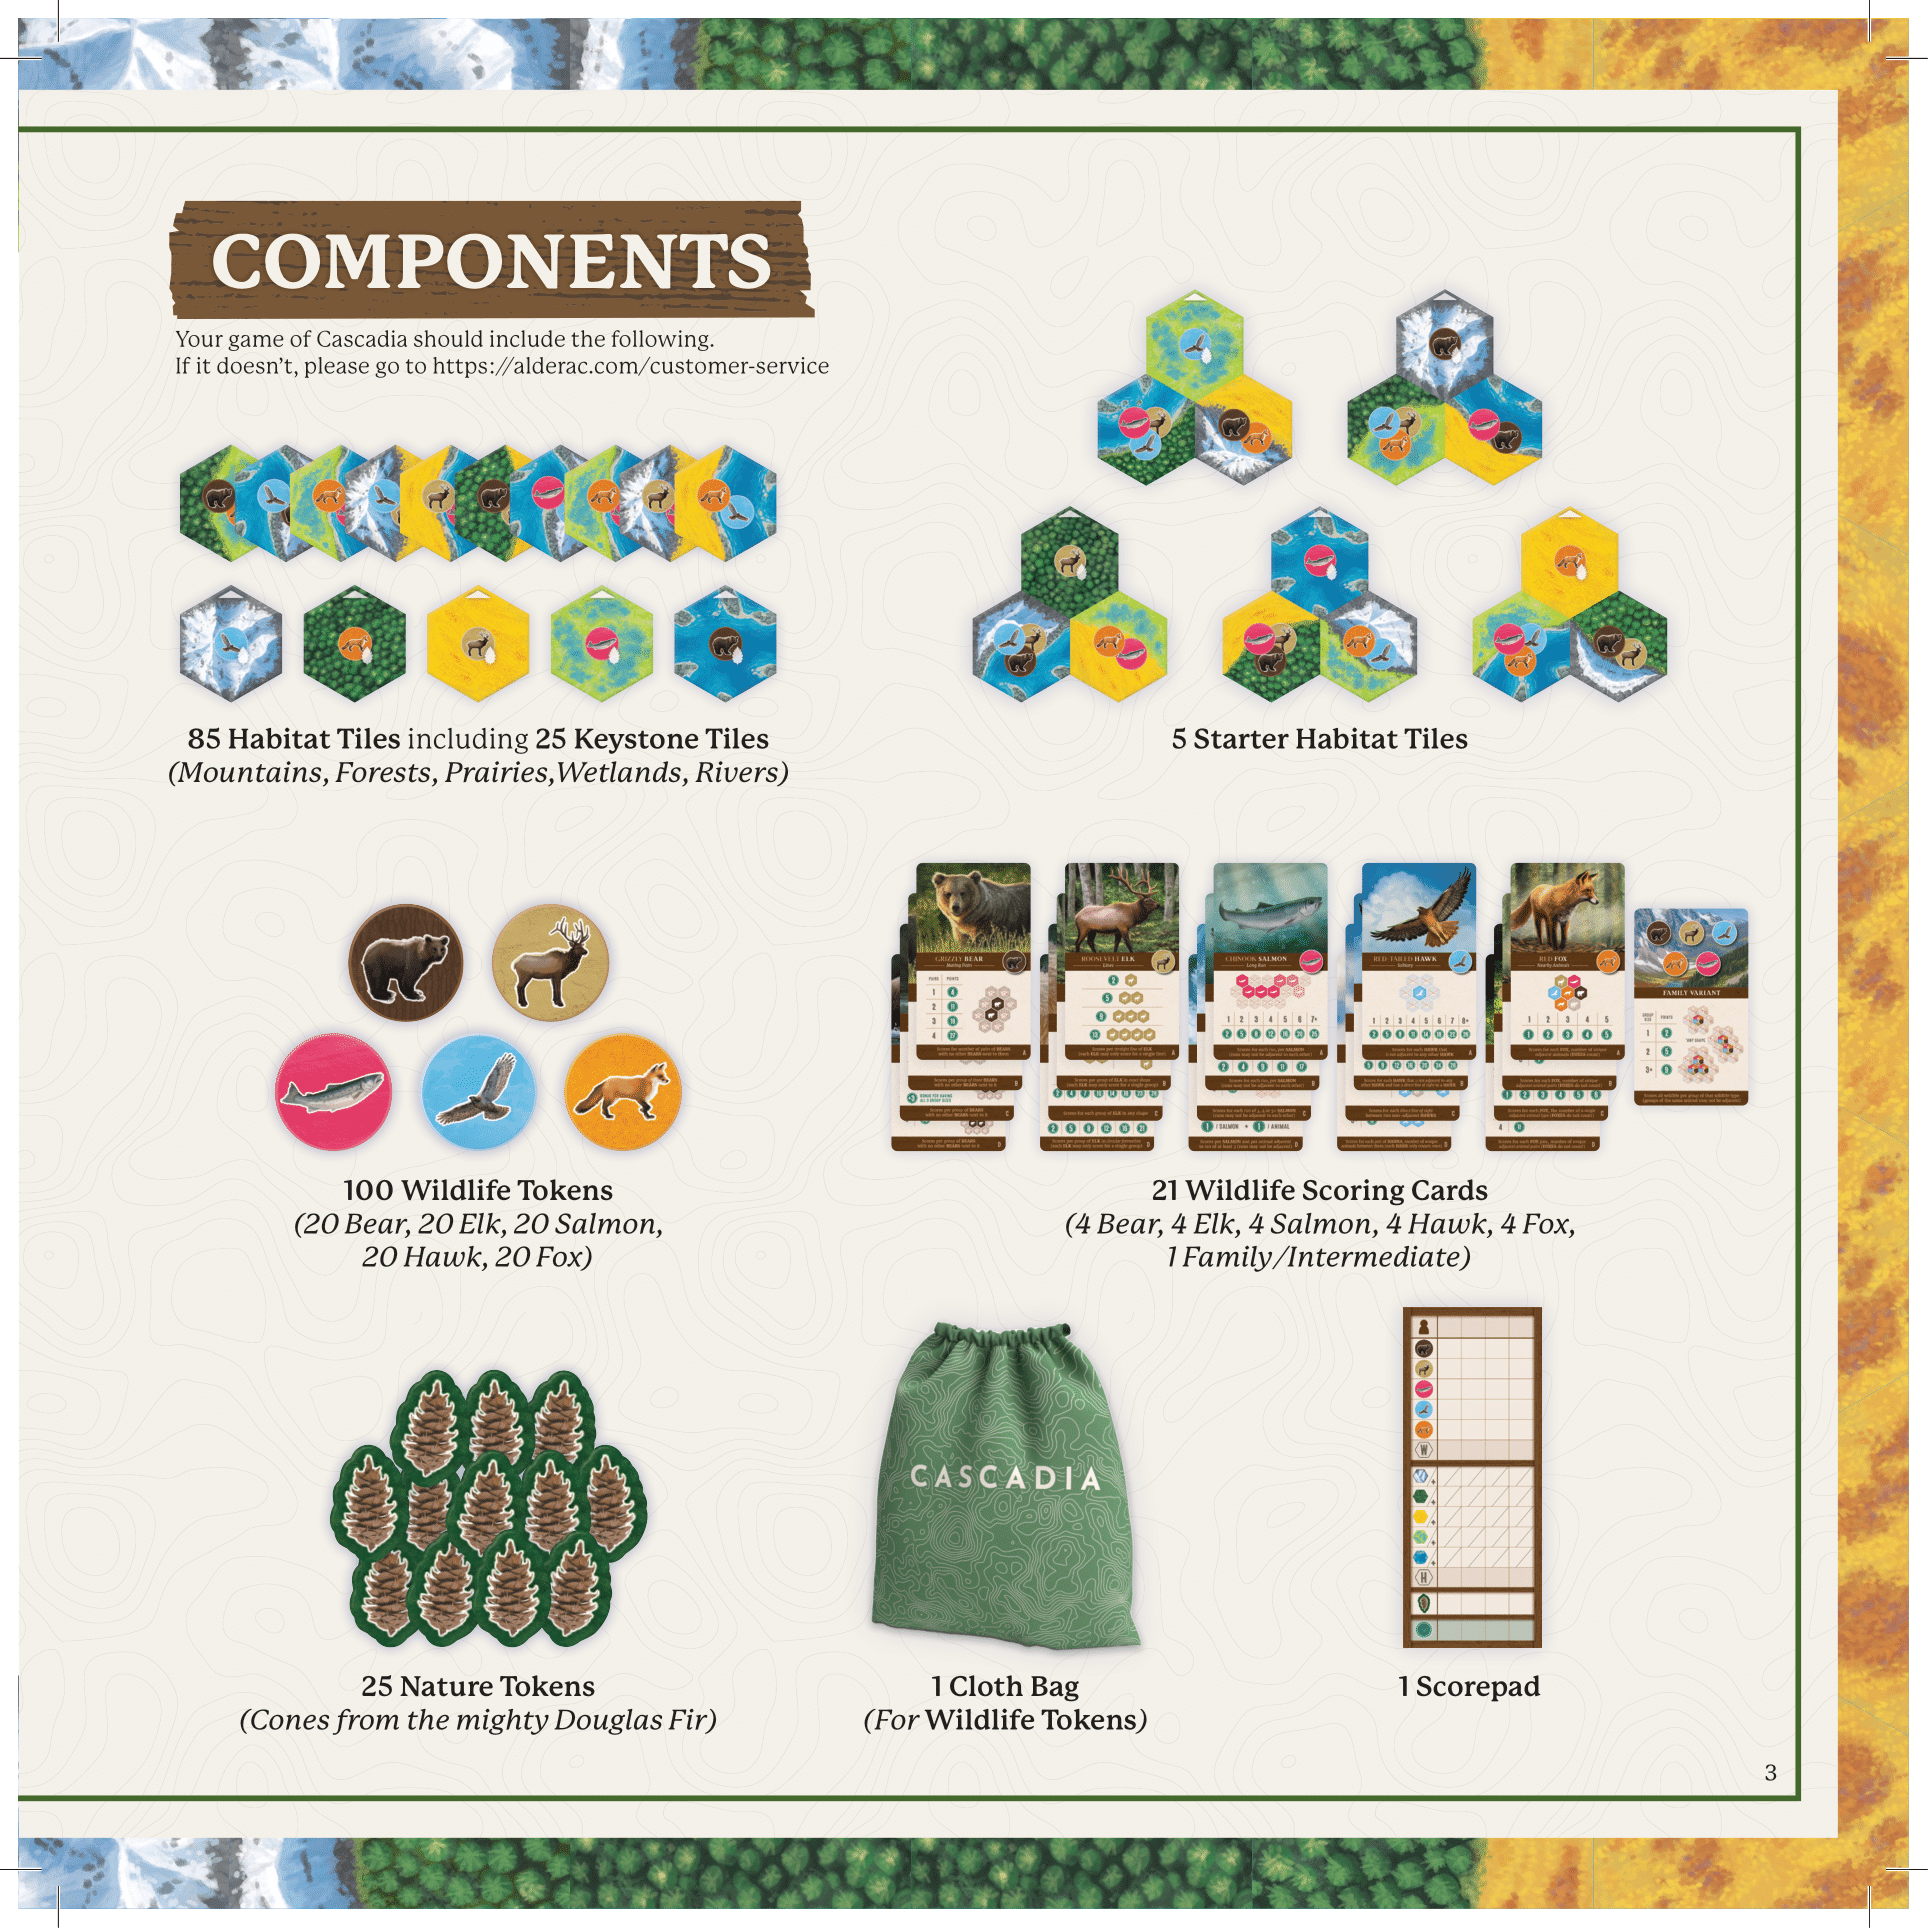 COMPONENTS
Your game of Cascadia should include the following.
If it doesn't, please go to https://alderac.com/customer-service
85 Habitat Tiles including 25 Keystone Tiles
(Mountains, Forests, Prairies,Wetlands, Rivers)
5 Starter Habitat Tiles
GRIZZLY BEAR
ROOSEVELT ELK
CHINOOK SALMON
RED-TAILED HAWK
RED FOX
FAMILY VARIANT
100 Wildlife Tokens
(20 Bear, 20 Elk, 20 Salmon,
20 Hawk, 20 Fox)
21 Wildlife Scoring Cards
(4 Bear, 4 Elk, 4 Salmon, 4 Hawk, 4 Fox,
1 Family/Intermediate)
CASCADIA
W
H
25 Nature Tokens
(Cones from the mighty Douglas Fir)
1 Cloth Bag
(For Wildlife Tokens)
1 Scorepad
3